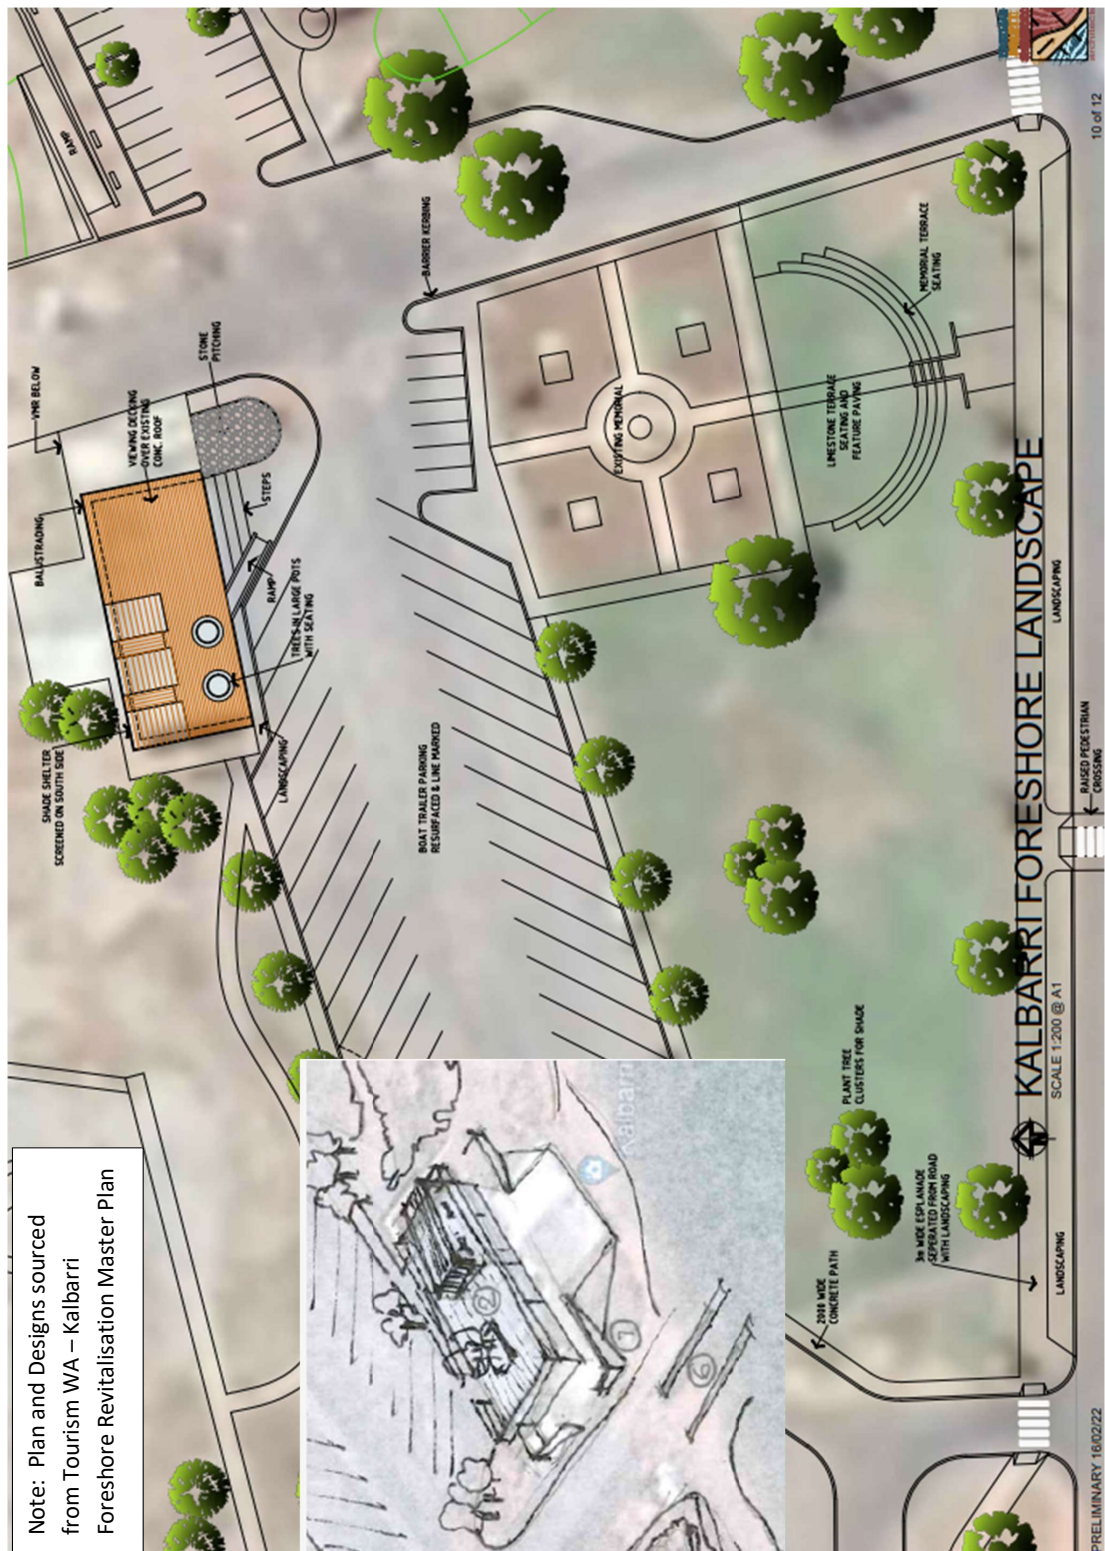 Note: Plan and Designs sourced
from Tourism WA – Kalbarri
Foreshore Revitalisation Master Plan
RAMP
VMR BELOW
BALUSTRADING
VIEWING DECKING
OVER EXISTING
CONC. ROOF
STONE
PITCHING
STEPS
RAMP
TREES IN LARGE POTS
WITH SEATING
SHADE SHELTER
SCREENED ON SOUTH SIDE
LANDSCAPING
BARRIER KERBING
BOAT TRAILER PARKING
RESURFACED & LINE MARKED
EXISTING MEMORIAL
LIMESTONE TERRACE
SEATING AND
FEATURE PAVING
MEMORIAL TERRACE
SEATING
PLANT TREE
CLUSTERS FOR SHADE
2000 WIDE
CONCRETE PATH
3m WIDE ESPLANADE
SEPERATED FROM ROAD
WITH LANDSCAPING
LANDSCAPING
LANDSCAPING
RAISED PEDESTRIAN
CROSSING
2
1
6
Kalbarri
N
KALBARRI FORESHORE LANDSCAPE
SCALE 1:200 @ A1
PRELIMINARY 16/02/22
10 of 12